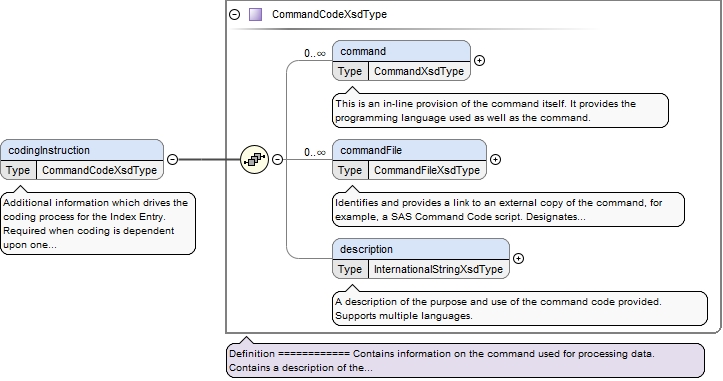 CommandCodeXsdType
0..∞
command
Type CommandXsdType
This is an in-line provision of the command itself. It provides the
programming language used as well as the command.
codingInstruction
Type CommandCodeXsdType
Additional information which drives the
coding process for the Index Entry.
Required when coding is dependent
upon one...
0..∞
commandFile
Type CommandFileXsdType
Identifies and provides a link to an external copy of the command, for
example, a SAS Command Code script. Designates...
description
Type InternationalStringXsdType
A description of the purpose and use of the command code provided.
Supports multiple languages.
Definition ============ Contains information on the command used for processing data.
Contains a description of the...